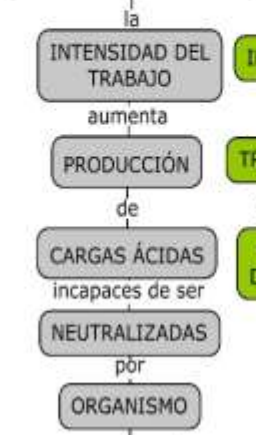 la
INTENSIDAD DEL
TRABAJO
aumenta
PRODUCCIÓN
de
CARGAS ÁCIDAS
incapaces de ser
NEUTRALIZADAS
por
ORGANISMO